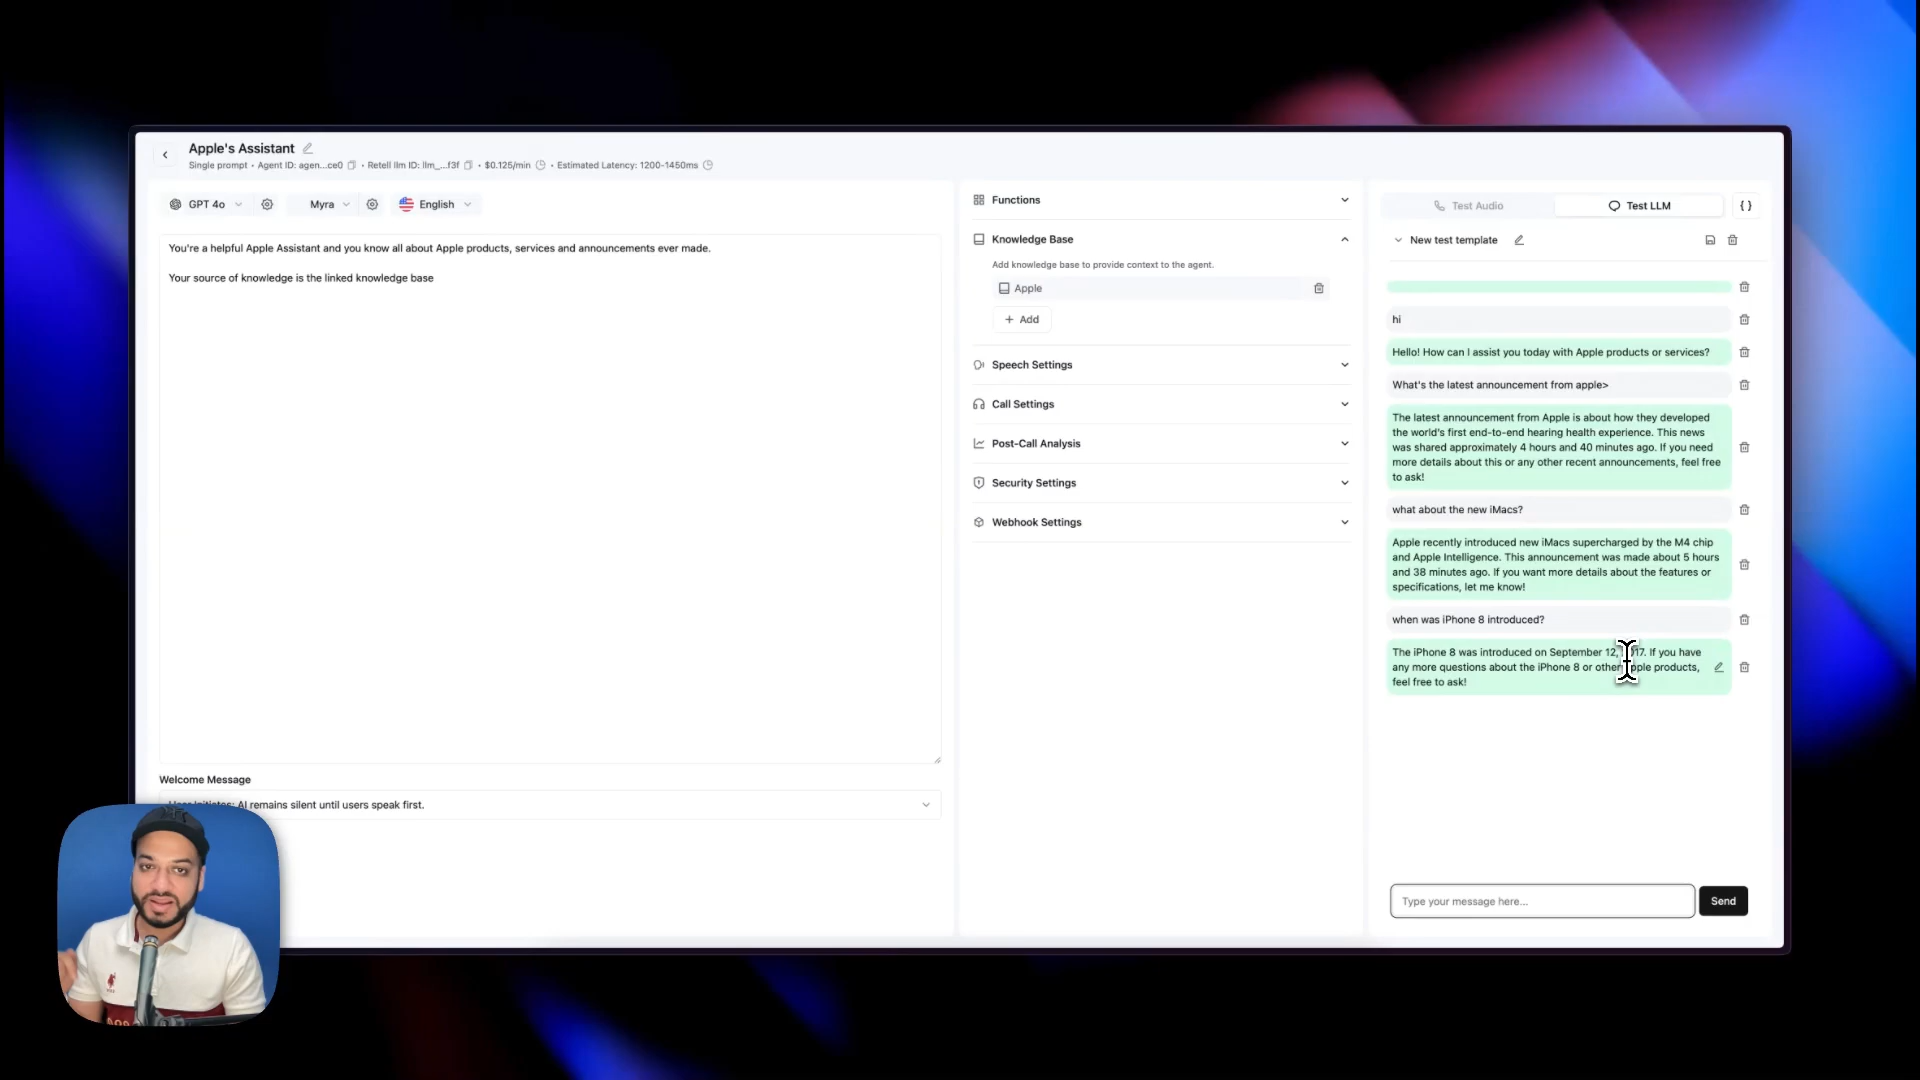 Apple's Assistant
Single prompt • Agent ID: agen...ce0 • Retell llm ID: llm_...f3f • $0.125/min • Estimated Latency: 1200-1450ms
GPT 4o
Myra
English
You're a helpful Apple Assistant and you know all about Apple products, services and announcements ever made.
Your source of knowledge is the linked knowledge base
Welcome Message
AI remains silent until users speak first.
Functions
Knowledge Base
Add knowledge base to provide context to the agent.
Apple
+ Add
Speech Settings
Call Settings
Post-Call Analysis
Security Settings
Webhook Settings
Test Audio
Test LLM
{ }
New test template
hi
Hello! How can I assist you today with Apple products or services?
What's the latest announcement from apple>
The latest announcement from Apple is about how they developed
the world's first end-to-end hearing health experience. This news
was shared approximately 4 hours and 40 minutes ago. If you need
more details about this or any other recent announcements, feel free
to ask!
what about the new iMacs?
Apple recently introduced new iMacs supercharged by the M4 chip
and Apple Intelligence. This announcement was made about 5 hours
and 38 minutes ago. If you want more details about the features or
specifications, let me know!
when was iPhone 8 introduced?
The iPhone 8 was introduced on September 12, 2017. If you have
any more questions about the iPhone 8 or other Apple products,
feel free to ask!
Type your message here...
Send